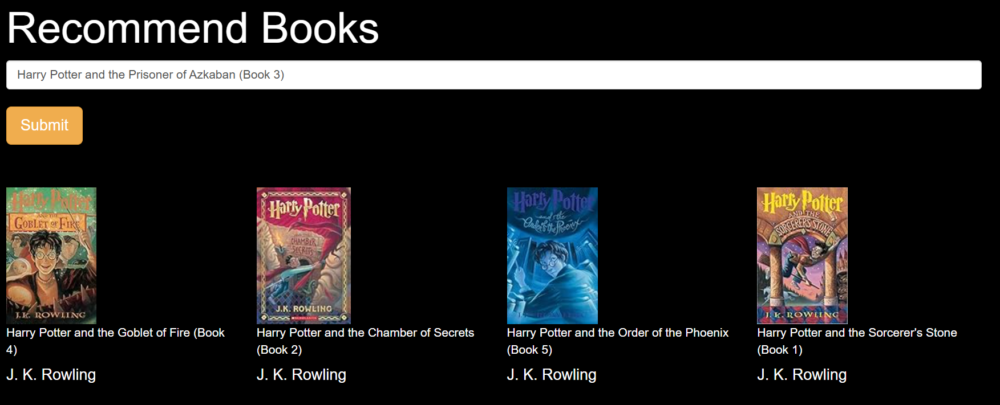 Recommend Books
Harry Potter and the Prisoner of Azkaban (Book 3)
Submit
Harry Potter
AND THE
GOBLET OF FIRE
J.K. ROWLING
Harry Potter and the Goblet of Fire (Book
4)
J. K. Rowling
Harry Potter
AND THE
CHAMBER
SECRETS
J.K. ROWLING
SCHOLASTIC
Harry Potter and the Chamber of Secrets
(Book 2)
J. K. Rowling
Harry Potter
and the
Order of the Phoenix
Harry Potter and the Order of the Phoenix
(Book 5)
J. K. Rowling
Harry Potter
AND THE
SORCERER'S STONE
J. K. ROWLING
Harry Potter and the Sorcerer's Stone
(Book 1)
J. K. Rowling